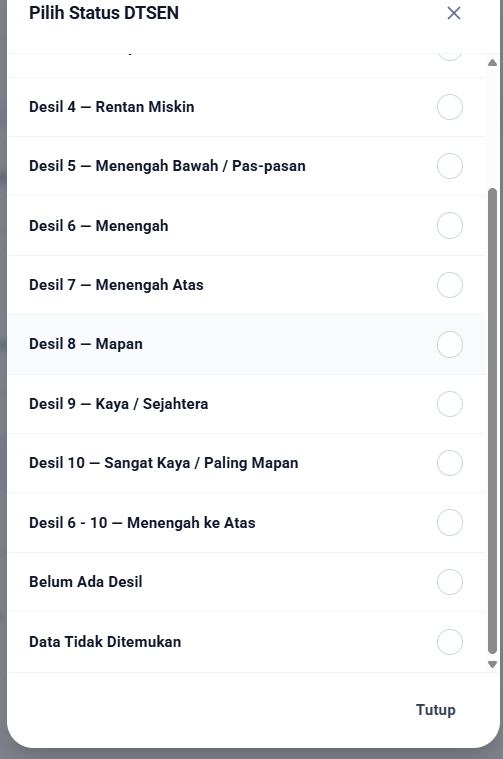 Pilih Status DTSEN
Desil 4 — Rentan Miskin
Desil 5 — Menengah Bawah / Pas-pasan
Desil 6 — Menengah
Desil 7 — Menengah Atas
Desil 8 — Mapan
Desil 9 — Kaya / Sejahtera
Desil 10 — Sangat Kaya / Paling Mapan
Desil 6 - 10 — Menengah ke Atas
Belum Ada Desil
Data Tidak Ditemukan
Tutup